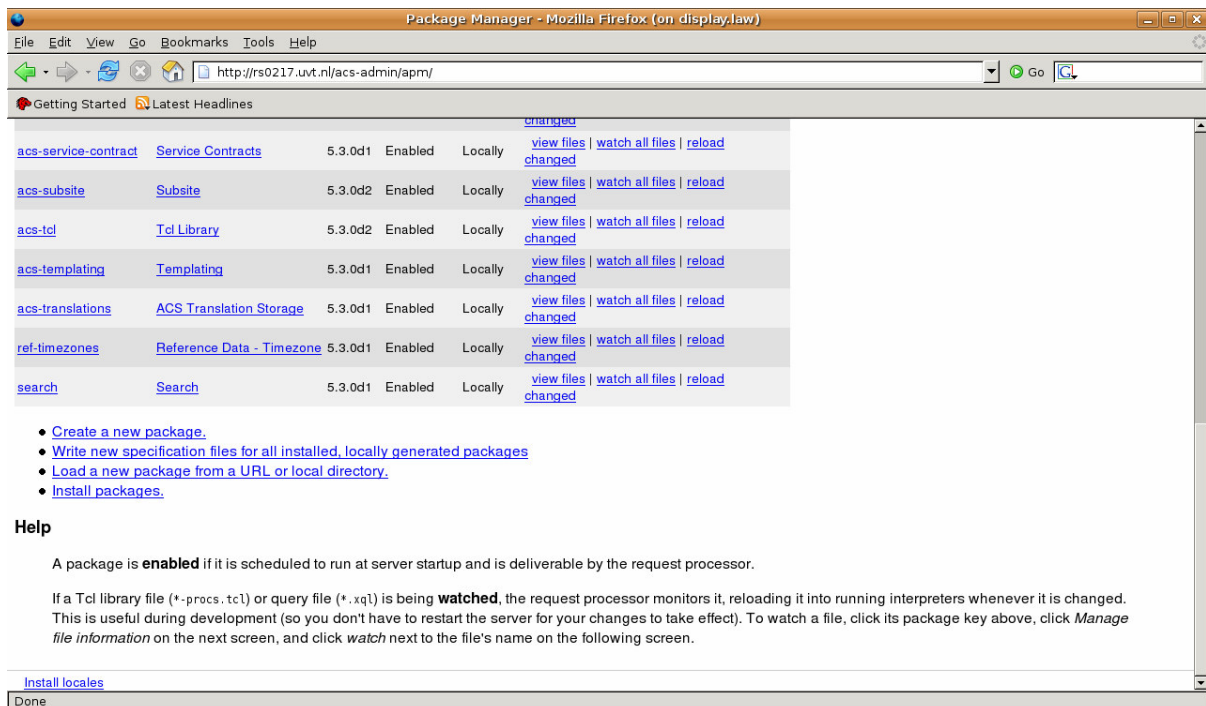 Package Manager - Mozilla Firefox (on display.law)
File Edit View Go Bookmarks Tools Help
http://rs0217.uvt.nl/acs-admin/apm/ Go G
Getting Started Latest Headlines
changed
acs-service-contract Service Contracts 5.3.0d1 Enabled Locally view files | watch all files | reload
changed
acs-subsite Subsite 5.3.0d2 Enabled Locally view files | watch all files | reload
changed
acs-tcl Tcl Library 5.3.0d2 Enabled Locally view files | watch all files | reload
changed
acs-templating Templating 5.3.0d1 Enabled Locally view files | watch all files | reload
changed
acs-translations ACS Translation Storage 5.3.0d1 Enabled Locally view files | watch all files | reload
changed
ref-timezones Reference Data - Timezone 5.3.0d1 Enabled Locally view files | watch all files | reload
changed
search Search 5.3.0d1 Enabled Locally view files | watch all files | reload
changed
Create a new package.
Write new specification files for all installed, locally generated packages
Load a new package from a URL or local directory.
Install packages.
Help
A package is enabled if it is scheduled to run at server startup and is deliverable by the request processor.
If a Tcl library file (*-procs.tcl) or query file (*.xql) is being watched, the request processor monitors it, reloading it into running interpreters whenever it is changed.
This is useful during development (so you don't have to restart the server for your changes to take effect). To watch a file, click its package key above, click Manage
file information on the next screen, and click watch next to the file's name on the following screen.
Install locales
Done